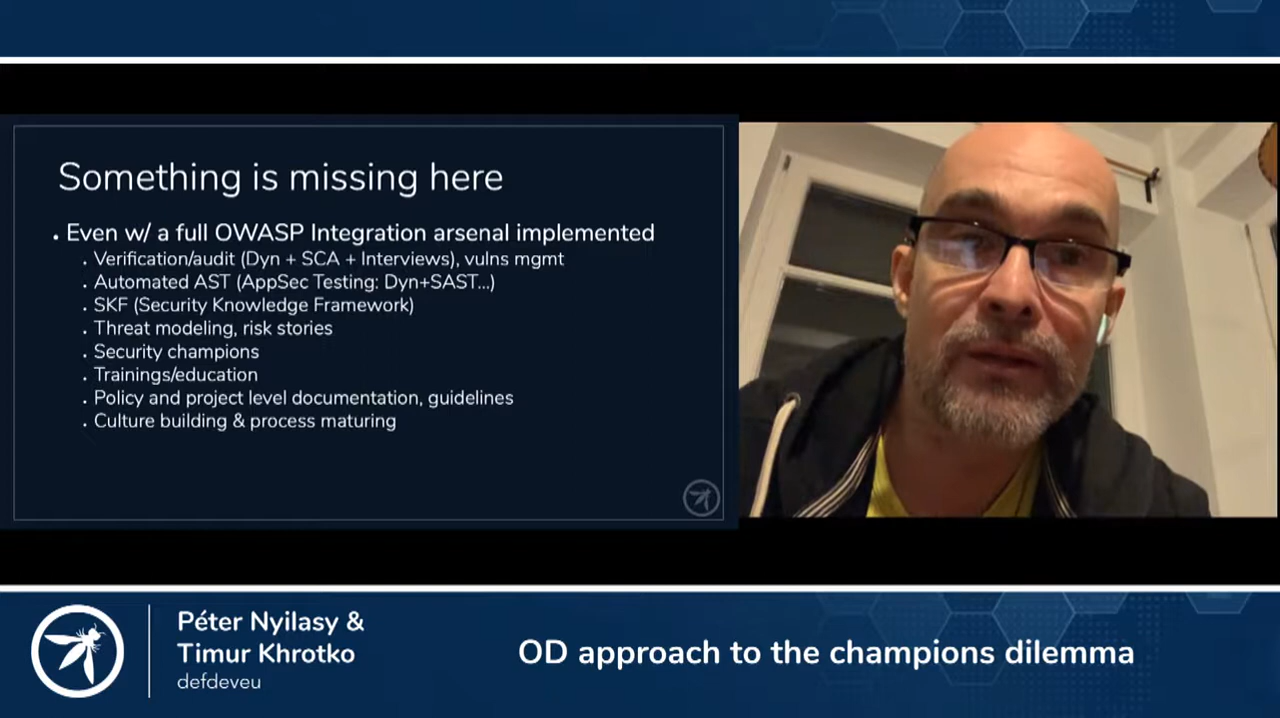 Something is missing here
. Even w/ a full OWASP Integration arsenal implemented
. Verification/audit (Dyn + SCA + Interviews), vulns mgmt
. Automated AST (AppSec Testing: Dyn+SAST...)
. SKF (Security Knowledge Framework)
. Threat modeling, risk stories
. Security champions
. Trainings/education
. Policy and project level documentation, guidelines
. Culture building & process maturing
Péter Nyilasy &
Timur Khrotko
defdeveu
OD approach to the champions dilemma